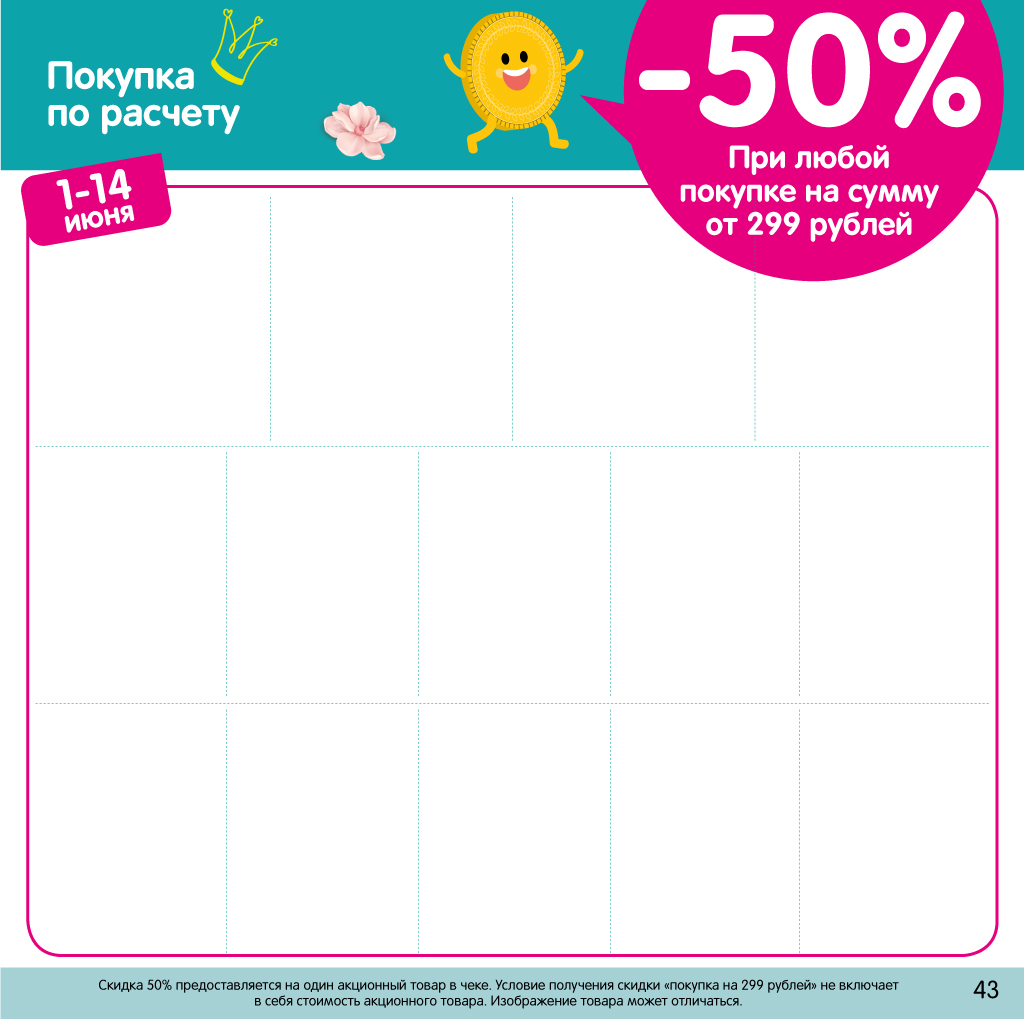 Покупка
по расчету
-50%
При любой
покупке на сумму
от 299 рублей
1-14
июня
Скидка 50% предоставляется на один акционный товар в чеке. Условие получения скидки «покупка на 299 рублей» не включает
в себя стоимость акционного товара. Изображение товара может отличаться.
43